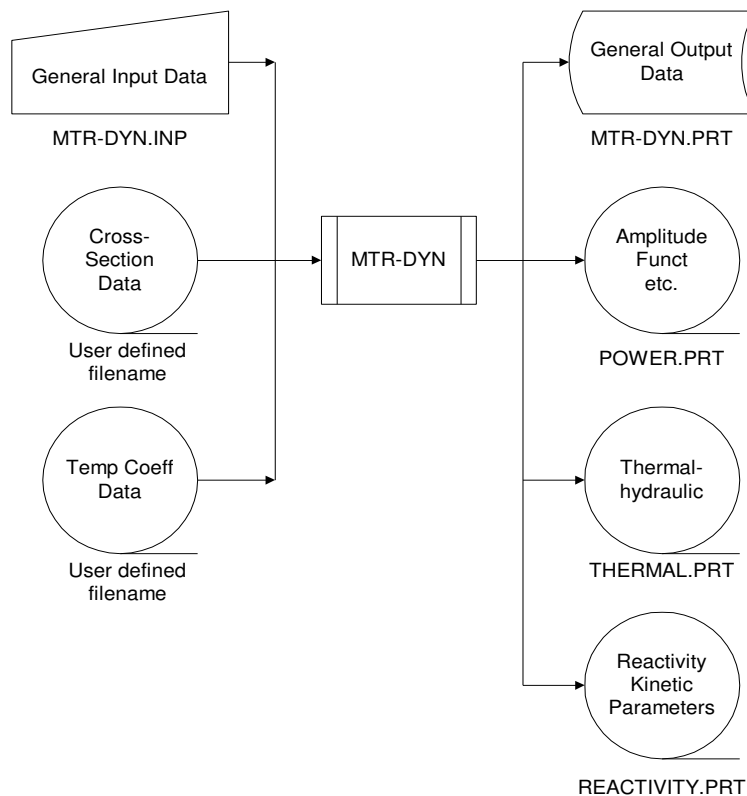 General Input Data
MTR-DYN.INP
Cross-
Section
Data
User defined
filename
Temp Coeff
Data
User defined
filename
MTR-DYN
General Output
Data
MTR-DYN.PRT
Amplitude
Funct
etc.
POWER.PRT
Thermal-
hydraulic
THERMAL.PRT
Reactivity
Kinetic
Parameters
REACTIVITY.PRT